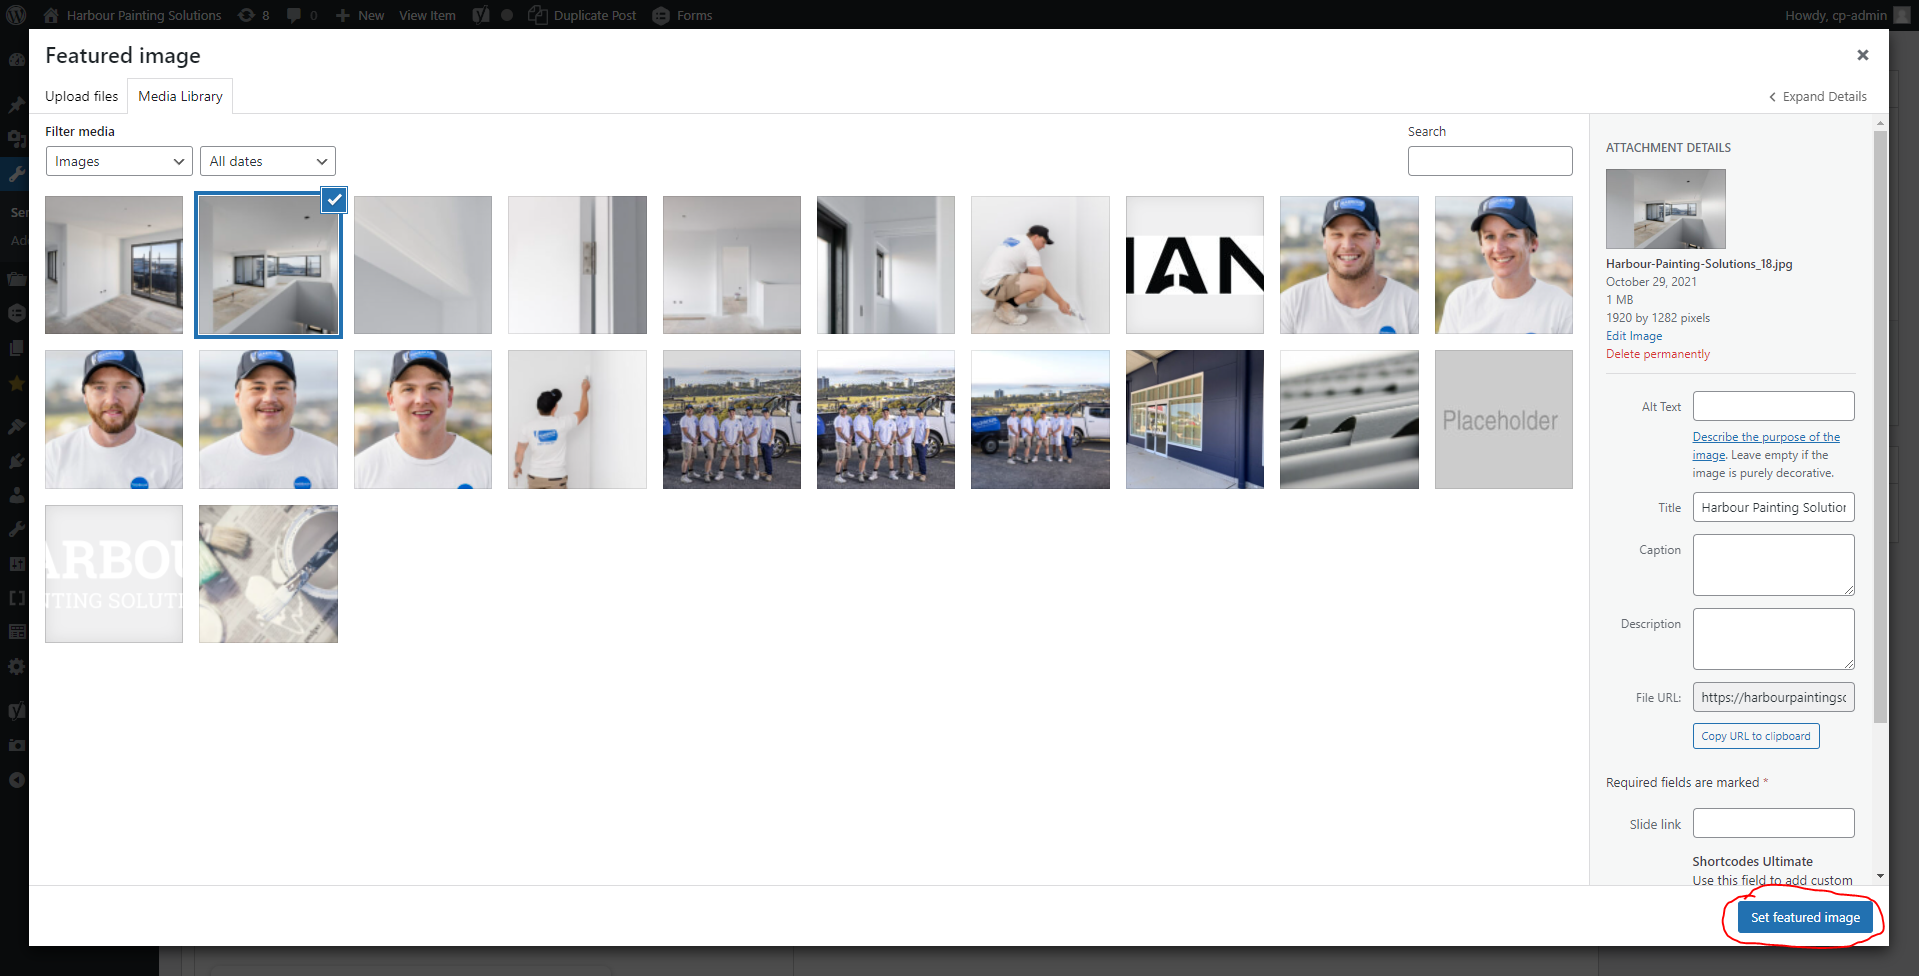 Harbour Painting Solutions 8 0 New View Item Duplicate Post Forms Howdy, cp-admin
Featured image
Upload files Media Library
Expand Details
Filter media
Search
Images All dates
ATTACHMENT DETAILS
Harbour-Painting-Solutions_18.jpg
October 29, 2021
1 MB
1920 by 1282 pixels
Edit Image
Delete permanently
Alt Text
Describe the purpose of the
image. Leave empty if the
image is purely decorative.
Title Harbour Painting Solution
Caption
Description
File URL: https://harbourpaintingso
Copy URL to clipboard
Required fields are marked *
Slide link
Shortcodes Ultimate
Use this field to add custom
Set featured image
IAN
Placeholder
ARBOU
NTING SOLUTI
Ser
Add